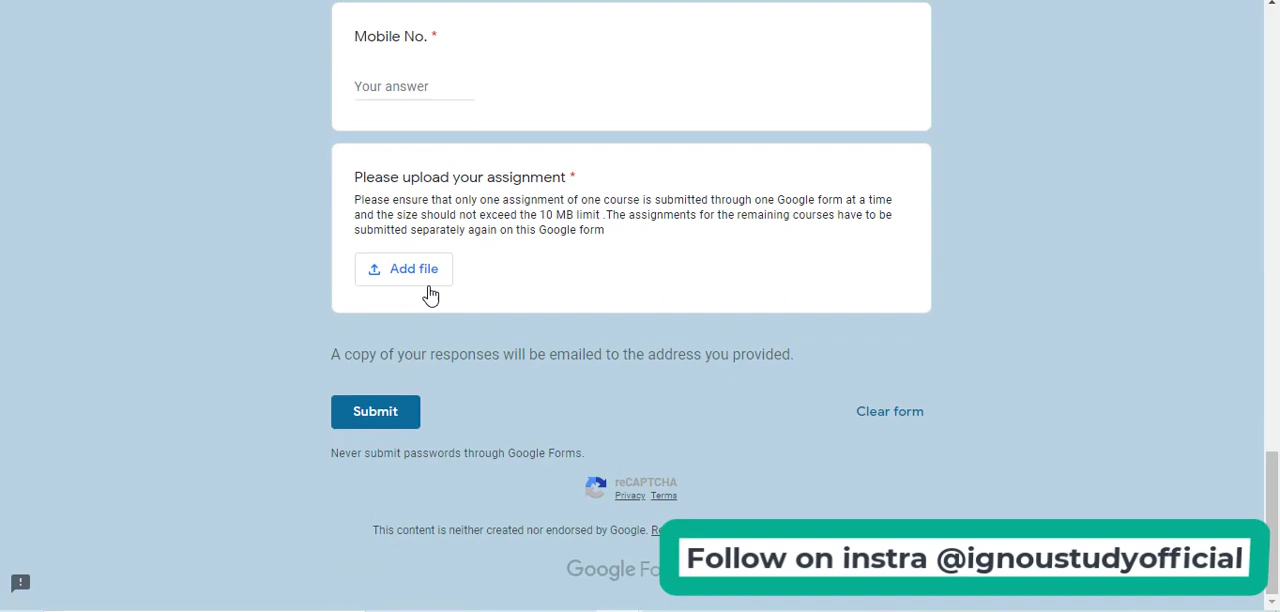 Mobile No. *
Your answer
Please upload your assignment *
Please ensure that only one assignment of one course is submitted through one Google form at a time
and the size should not exceed the 10 MB limit .The assignments for the remaining courses have to be
submitted separately again on this Google form
Add file
A copy of your responses will be emailed to the address you provided.
Submit
Clear form
Never submit passwords through Google Forms.
reCAPTCHA
Privacy Terms
This content is neither created nor endorsed by Google.
Google
Follow on instra @ignoustudyofficial